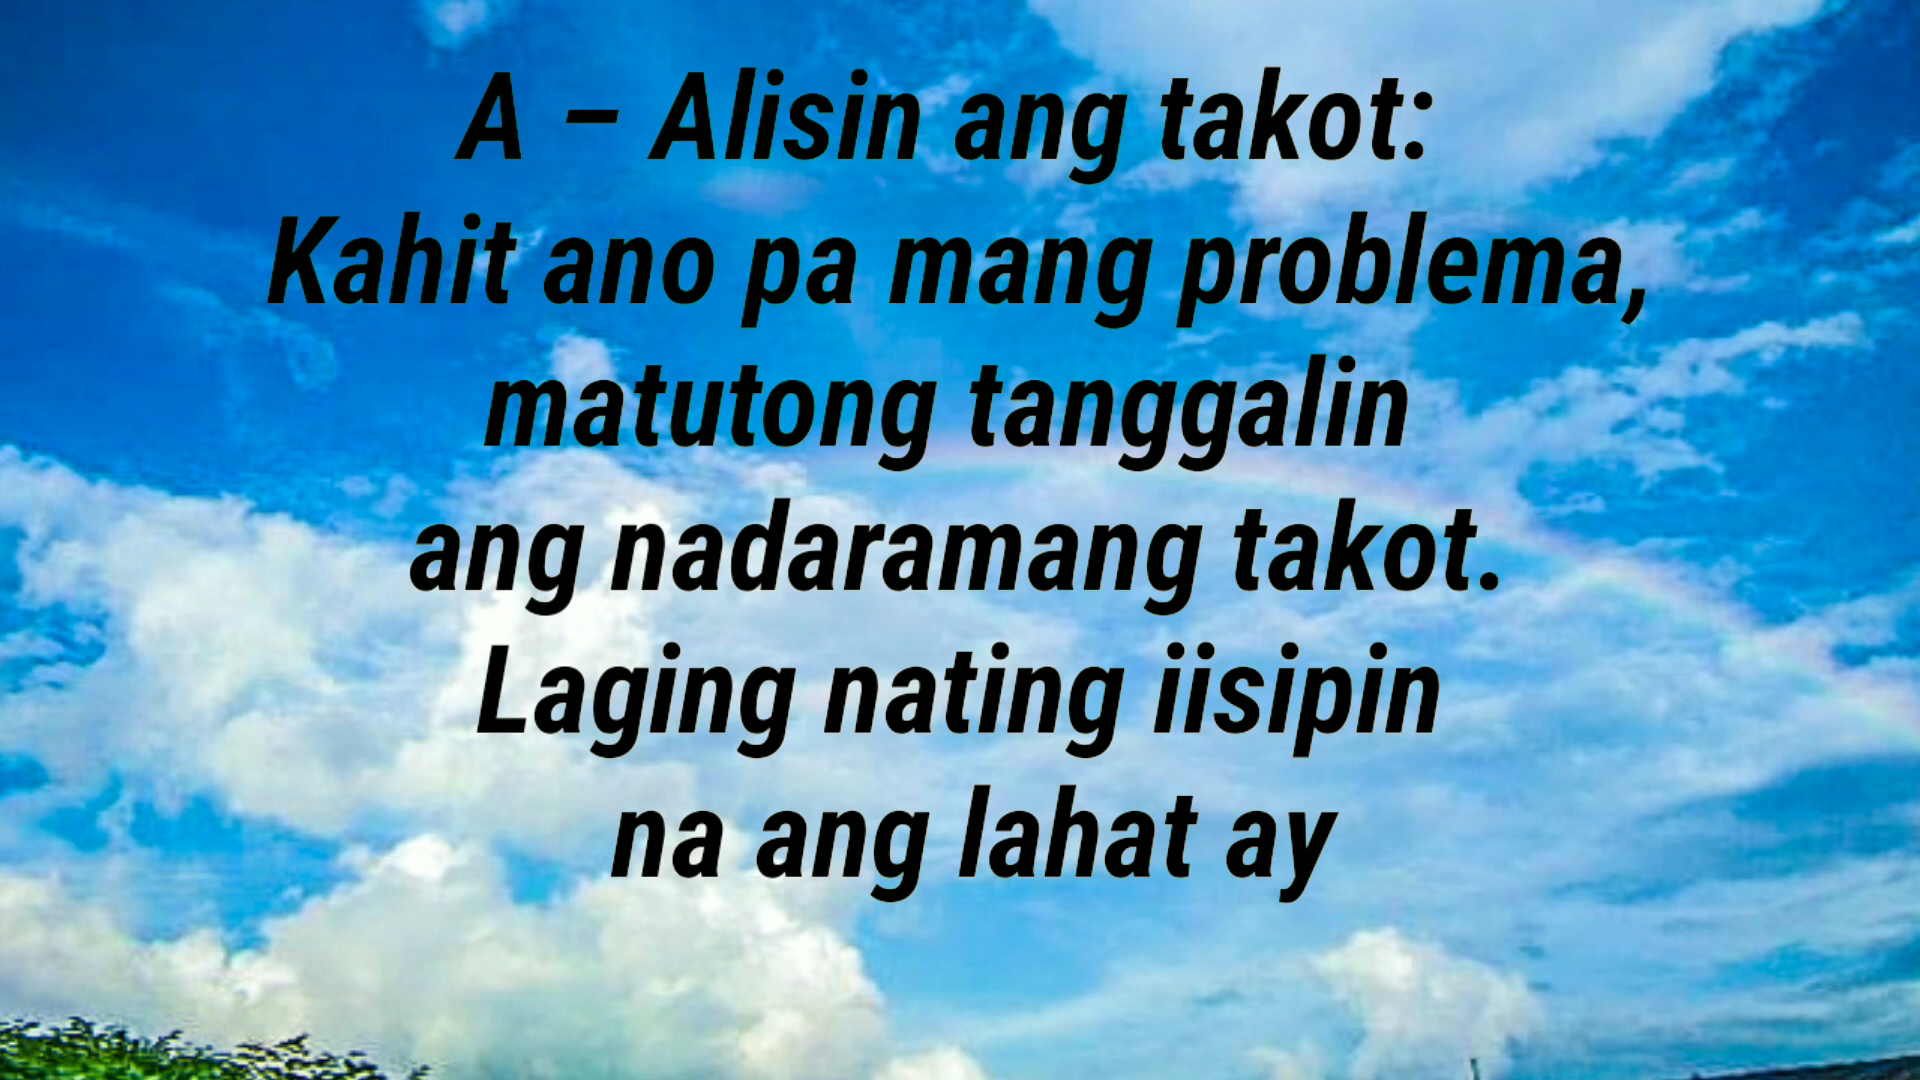 A – Alisin ang takot:
Kahit ano pa mang problema,
matutong tanggalin
ang nadaramang takot.
Laging nating iisipin
na ang lahat ay